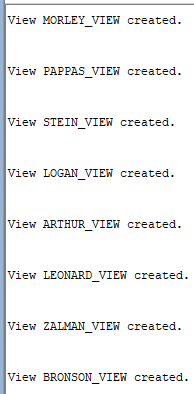 View MORLEY_VIEW created.
View PAPPAS_VIEW created.
View STEIN_VIEW created.
View LOGAN_VIEW created.
View ARTHUR_VIEW created.
View LEONARD_VIEW created.
View ZALMAN_VIEW created.
View BRONSON_VIEW created.